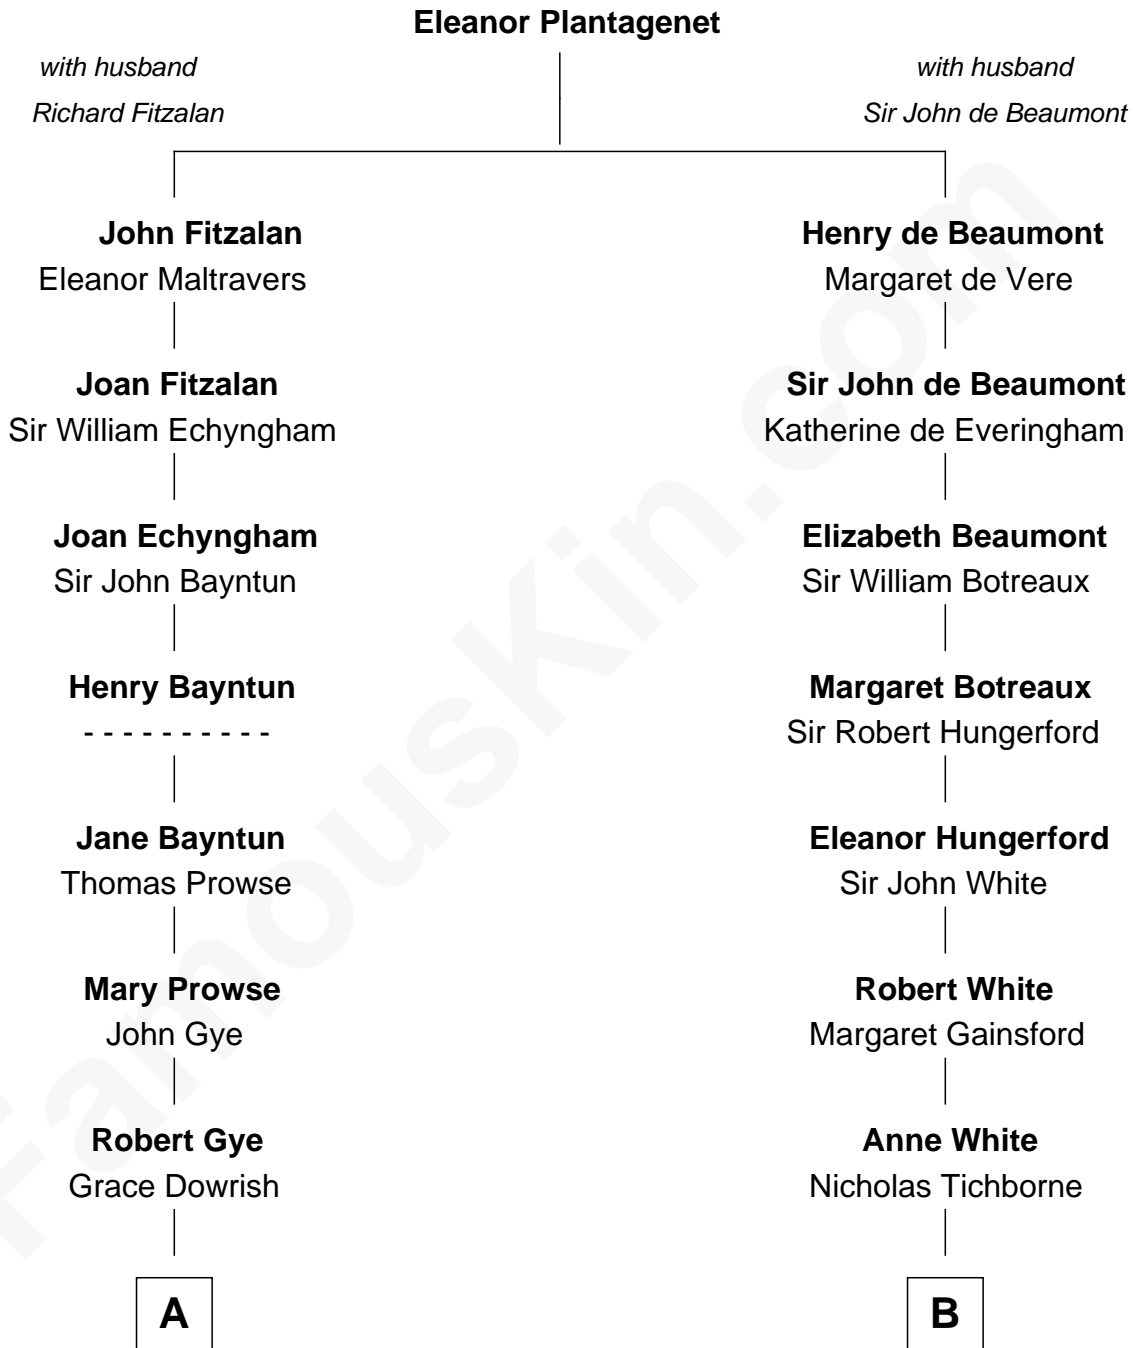 Eleanor Plantagenet
with husband
Richard Fitzalan
with husband
Sir John de Beaumont
John Fitzalan
Eleanor Maltravers
Henry de Beaumont
Margaret de Vere
Joan Fitzalan
Sir William Echyngham
Sir John de Beaumont
Katherine de Everingham
Joan Echyngham
Sir John Bayntun
Elizabeth Beaumont
Sir William Botreaux
Henry Bayntun
- - - - - - - - - -
Margaret Botreaux
Sir Robert Hungerford
Jane Bayntun
Thomas Prowse
Eleanor Hungerford
Sir John White
Mary Prowse
John Gye
Robert White
Margaret Gainsford
Robert Gye
Grace Dowrish
Anne White
Nicholas Tichborne
A
B
FamousKin.com